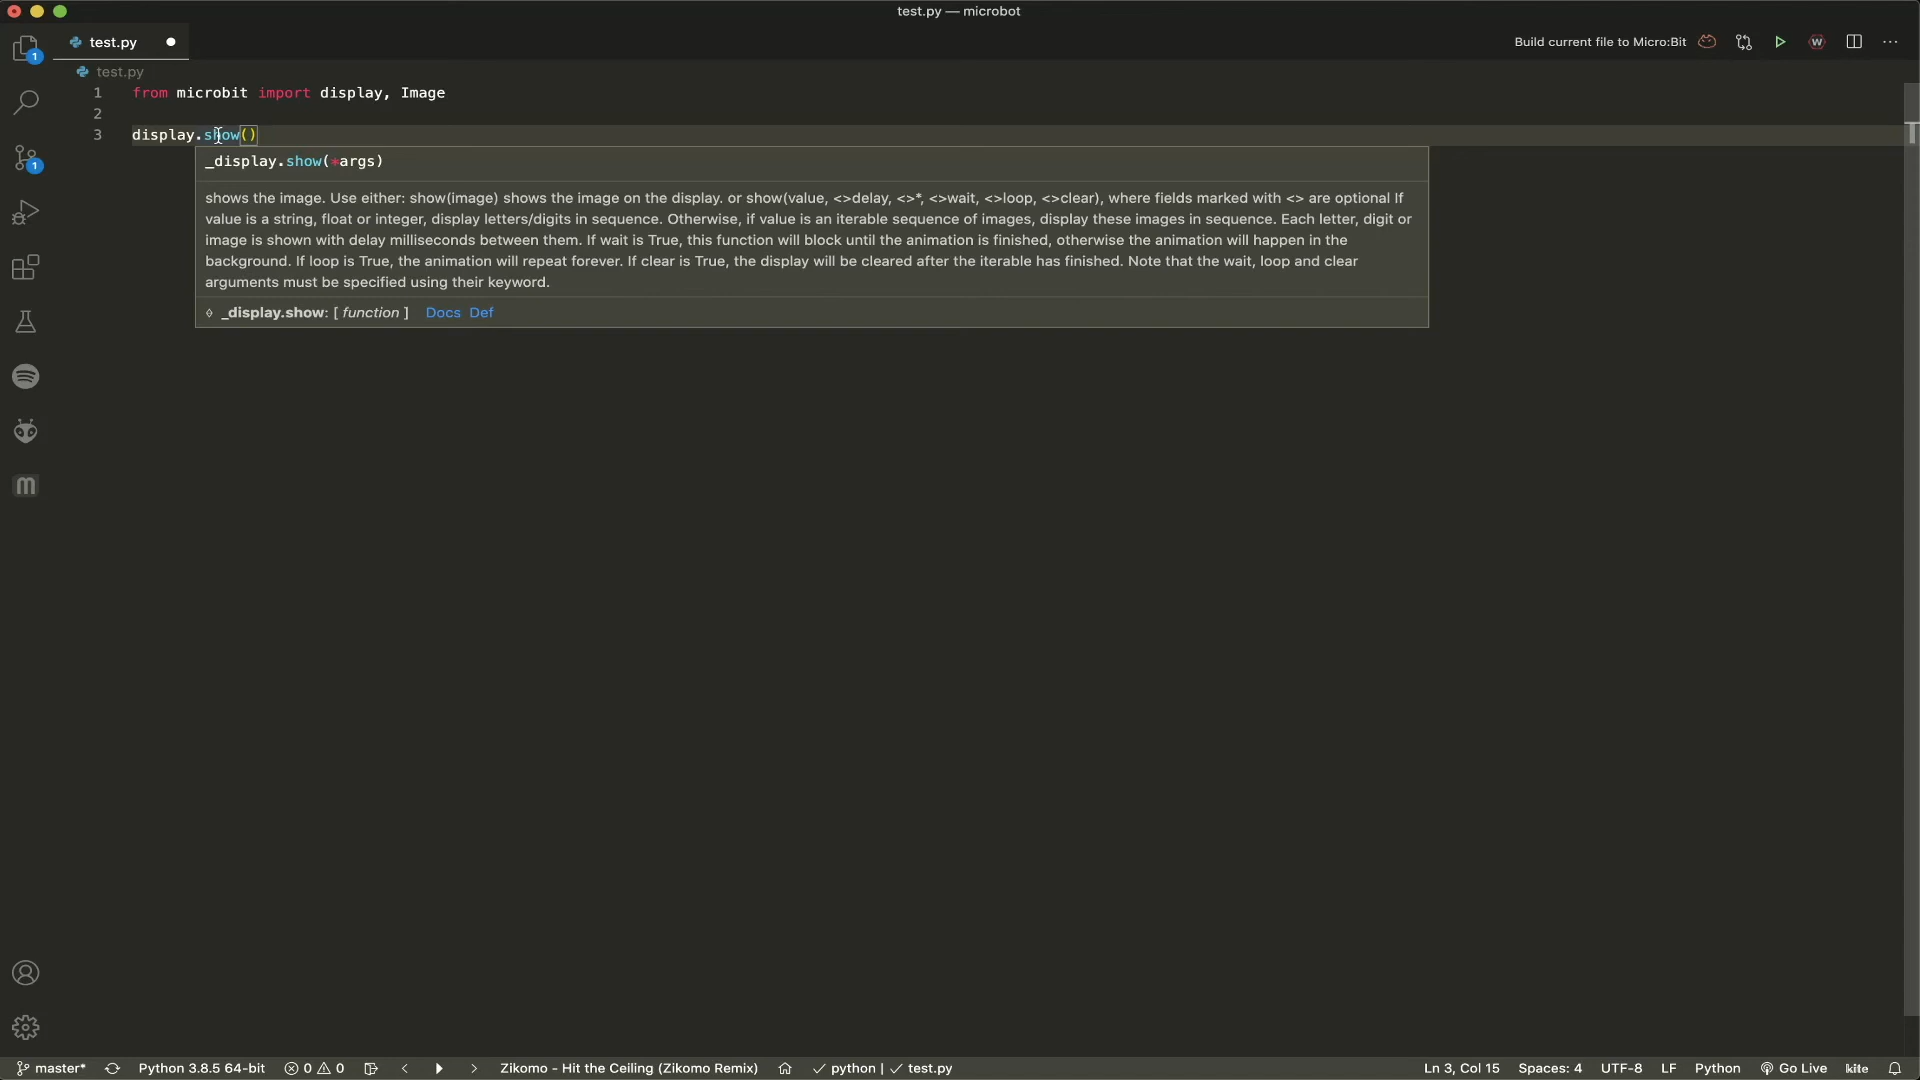 test.py — microbot
test.py
Build current file to Micro:Bit
W
1
test.py
1 from microbit import display, Image
2
3 display.show()
_display.show(*args)
1
shows the image. Use either: show(image) shows the image on the display. or show(value, <>delay, <>*, <>wait, <>loop, <>clear), where fields marked with <> are optional If
value is a string, float or integer, display letters/digits in sequence. Otherwise, if value is an iterable sequence of images, display these images in sequence. Each letter, digit or
image is shown with delay milliseconds between them. If wait is True, this function will block until the animation is finished, otherwise the animation will happen in the
background. If loop is True, the animation will repeat forever. If clear is True, the display will be cleared after the iterable has finished. Note that the wait, loop and clear
arguments must be specified using their keyword.
◊ _display.show: [ function ] Docs Def
m
master* Python 3.8.5 64-bit 0 0 Zikomo - Hit the Ceiling (Zikomo Remix) ✓ python | ✓ test.py Ln 3, Col 15 Spaces: 4 UTF-8 LF Python Go Live kite